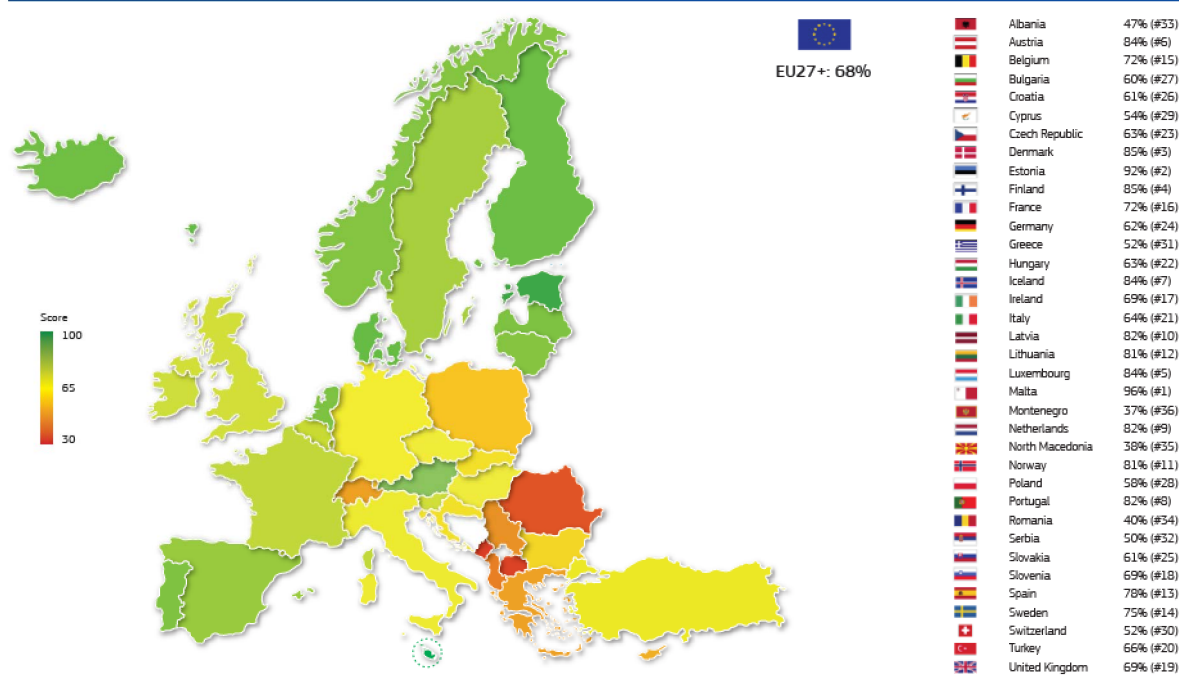 EU27+: 68%
Score
100
65
30
Albania 47% (#33)
Austria 84% (#6)
Belgium 72% (#15)
Bulgaria 60% (#27)
Croatia 61% (#26)
Cyprus 54% (#29)
Czech Republic 63% (#23)
Denmark 85% (#3)
Estonia 92% (#2)
Finland 85% (#4)
France 72% (#16)
Germany 62% (#24)
Greece 52% (#31)
Hungary 63% (#22)
Iceland 84% (#7)
Ireland 69% (#17)
Italy 64% (#21)
Latvia 82% (#10)
Lithuania 81% (#12)
Luxembourg 84% (#5)
Malta 96% (#1)
Montenegro 37% (#36)
Netherlands 82% (#9)
North Macedonia 38% (#35)
Norway 81% (#11)
Poland 58% (#28)
Portugal 82% (#8)
Romania 40% (#34)
Serbia 50% (#32)
Slovakia 61% (#25)
Slovenia 69% (#18)
Spain 78% (#13)
Sweden 75% (#14)
Switzerland 52% (#30)
Turkey 66% (#20)
United Kingdom 69% (#19)